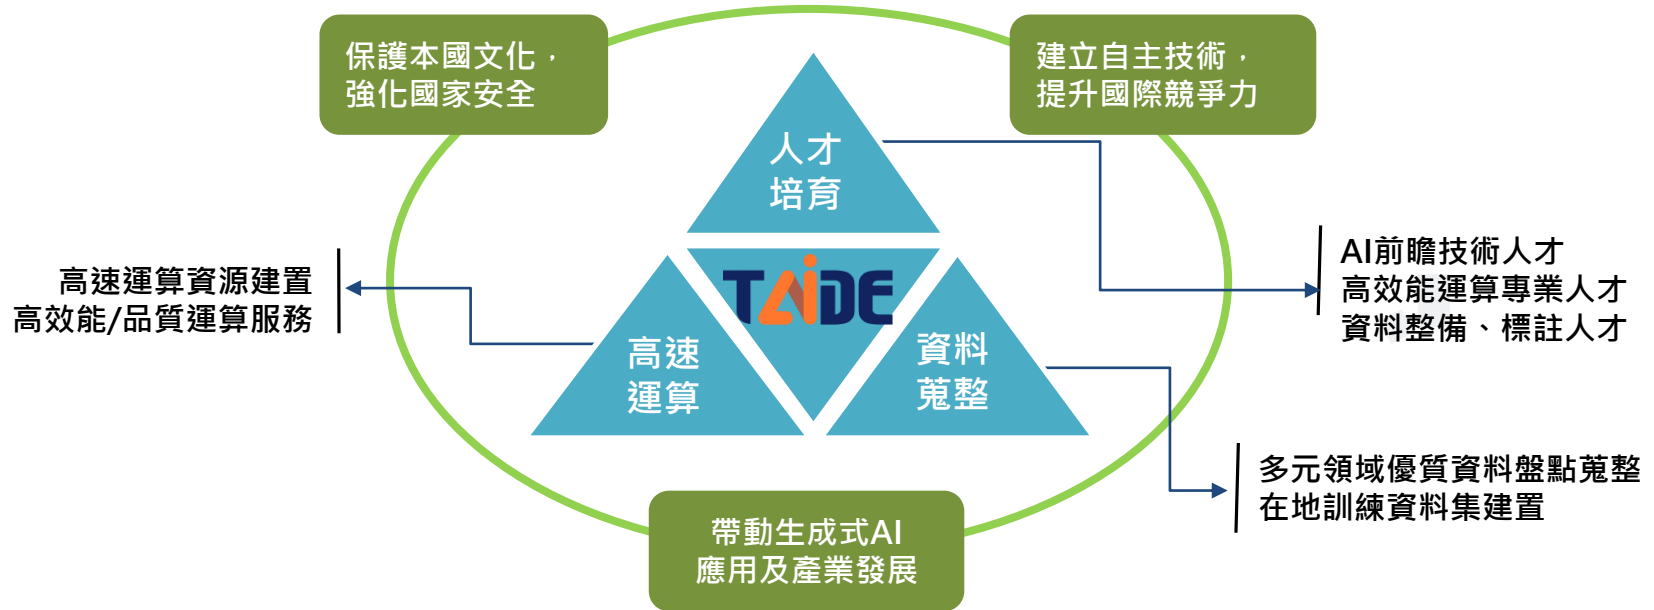 保護本國文化，
強化國家安全
建立自主技術，
提升國際競爭力
人才
培育
TAiDE
高速
運算
資料
蒐整
高速運算資源建置
高效能/品質運算服務
AI前瞻技術人才
高效能運算專業人才
資料整備、標註人才
多元領域優質資料盤點蒐整
在地訓練資料集建置
帶動生成式AI
應用及產業發展